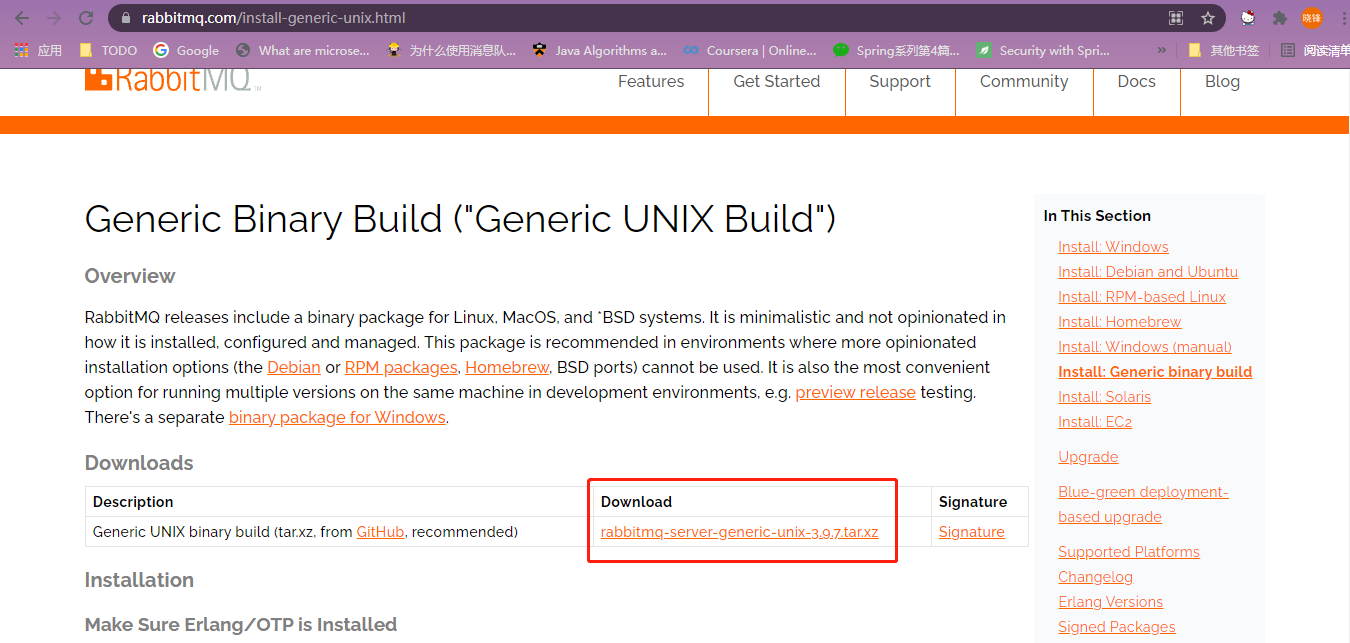 rabbitmq.com/install-generic-unix.html
应用 TODO Google What are microse... 为什么使用消息队... Java Algorithms a... Coursera | Online... Spring系列第4篇... Security with Spri... » 其他书签 阅读清单
晓锋
RabbitMQ™
Features Get Started Support Community Docs Blog
Generic Binary Build ("Generic UNIX Build")
Overview
RabbitMQ releases include a binary package for Linux, MacOS, and *BSD systems. It is minimalistic and not opinionated in
how it is installed, configured and managed. This package is recommended in environments where more opinionated
installation options (the Debian or RPM packages, Homebrew, BSD ports) cannot be used. It is also the most convenient
option for running multiple versions on the same machine in development environments, e.g. preview release testing.
There's a separate binary package for Windows.
Downloads
Description Download Signature
Generic UNIX binary build (tar.xz, from GitHub, recommended) rabbitmq-server-generic-unix-3.9.7.tar.xz Signature
Installation
Make Sure Erlang/OTP is Installed
In This Section
Install: Windows
Install: Debian and Ubuntu
Install: RPM-based Linux
Install: Homebrew
Install: Windows (manual)
Install: Generic binary build
Install: Solaris
Install: EC2
Upgrade
Blue-green deployment-
based upgrade
Supported Platforms
Changelog
Erlang Versions
Signed Packages